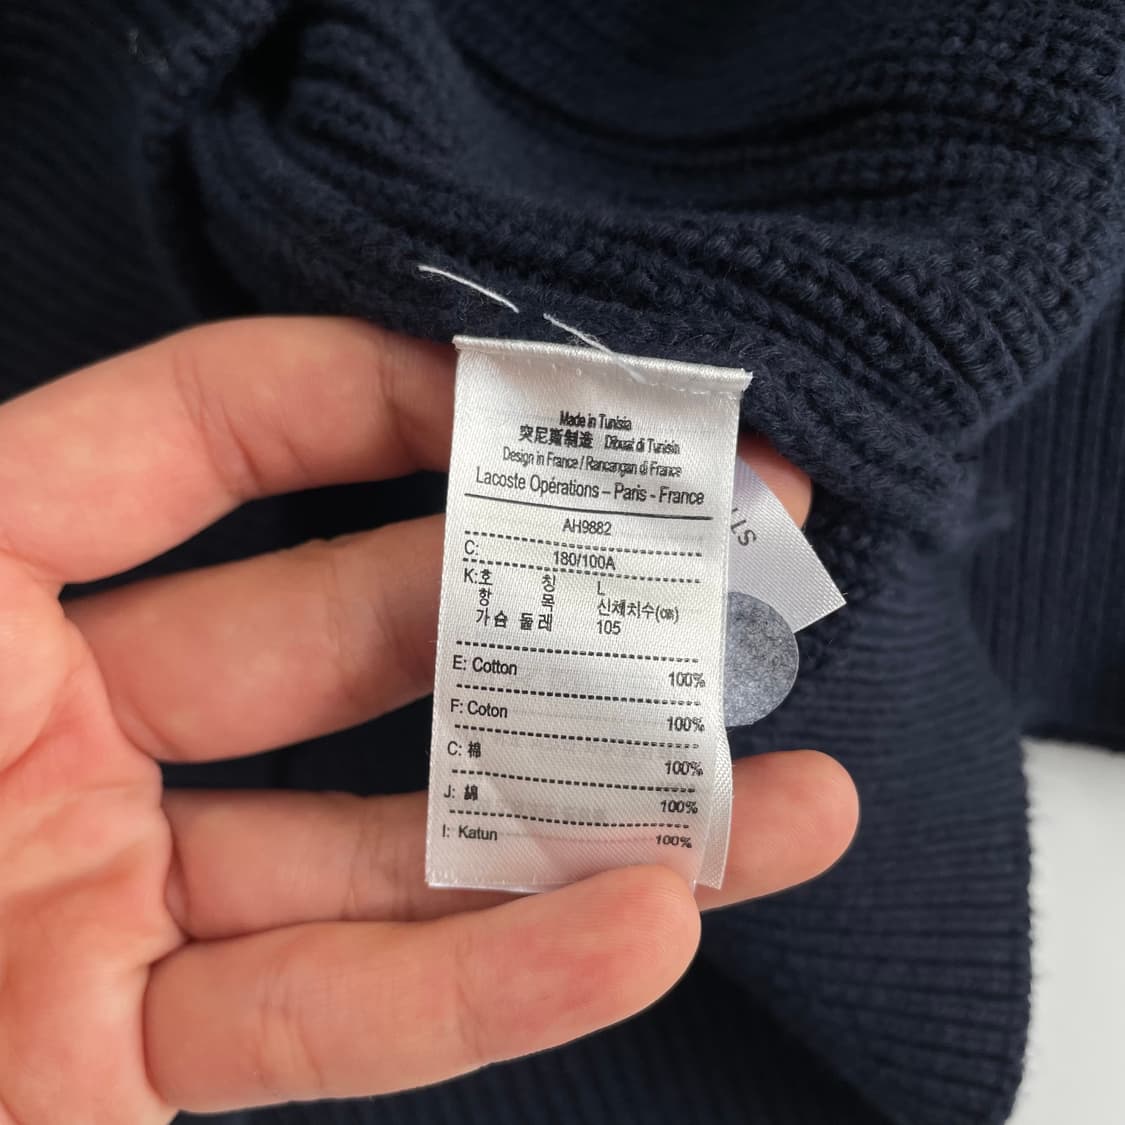 Made in Tunisia
突尼斯制造 Dibuat di Tunisia
Design in France / Rancangan di France
Lacoste Opérations – Paris - France
AH9882
C: 180/100A
K:호 칭 L
항 목 신체치수(㎝)
가슴 둘레 105
E: Cotton 100%
F: Coton 100%
C: 棉 100%
J: 綿 100%
I: Katun 100%